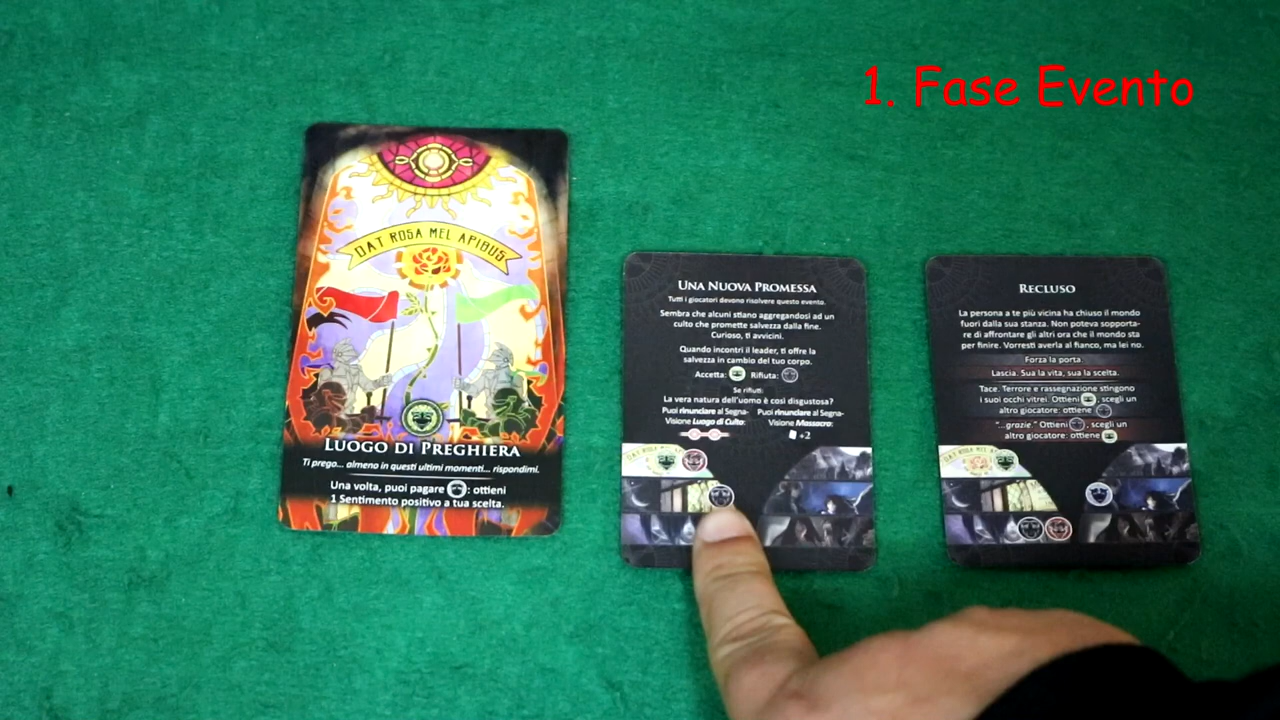 1. Fase Evento
DAT ROSA MEL APIBUS
LUOGO DI PREGHIERA
Ti prego... almeno in questi ultimi momenti... rispondimi.
Una volta, puoi pagare : ottieni
1 Sentimento positivo a tua scelta.
UNA NUOVA PROMESSA
Tutti i giocatori devono risolvere questo evento.
Sembra che alcuni stiano aggregandosi ad un
culto che promette salvezza dalla fine.
Curioso, ti avvicini.
Quando incontri il leader, ti offre la
salvezza in cambio del tuo corpo.
Accetta: Rifiuta:
Se rifiuti:
La vera natura dell'uomo è così disgustosa?
Puoi rinunciare al Segna-
Visione Luogo di Culto:
Puoi rinunciare al Segna-
Visione Massacro:
+2
RECLUSO
La persona a te più vicina ha chiuso il mondo
fuori dalla sua stanza. Non poteva sopporta-
re di affrontare gli altri ora che il mondo sta
per finire. Vorresti averla al fianco, ma lei no.
Forza la porta.
Lascia. Sua la vita, sua la scelta.
Tace. Terrore e rassegnazione stingono
i suoi occhi vitrei. Ottieni , scegli un
altro giocatore: ottiene
"...grazie." Ottieni , scegli un
altro giocatore: ottiene